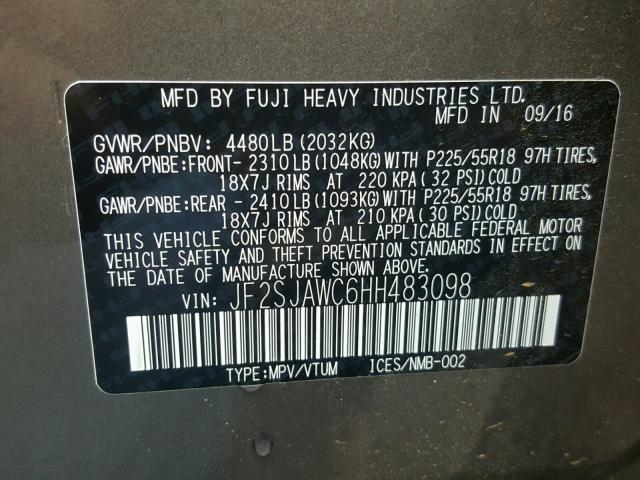 MFD BY FUJI HEAVY INDUSTRIES LTD.
MFD IN 09/16
GVWR/PNBV: 4480LB(2032KG)
GAWR/PNBE:FRONT- 2310LB(1048KG)WITH P225/55R18 97H TIRES,
18X7J RIMS AT 220 KPA(32 PSI)COLD
GAWR/PNBE:REAR - 2410LB(1093KG)WITH P225/55R18 97H TIRES,
18X7J RIMS AT 210 KPA(30 PSI)COLD
THIS VEHICLE CONFORMS TO ALL APPLICABLE FEDERAL MOTOR
VEHICLE SAFETY AND THEFT PREVENTION STANDARDS IN EFFECT ON
THE DATE OF MANUFACTURE SHOWN ABOVE.
VIN: JF2SJAWC6HH483098
TYPE:MPV/VTUM ICES/NMB-002